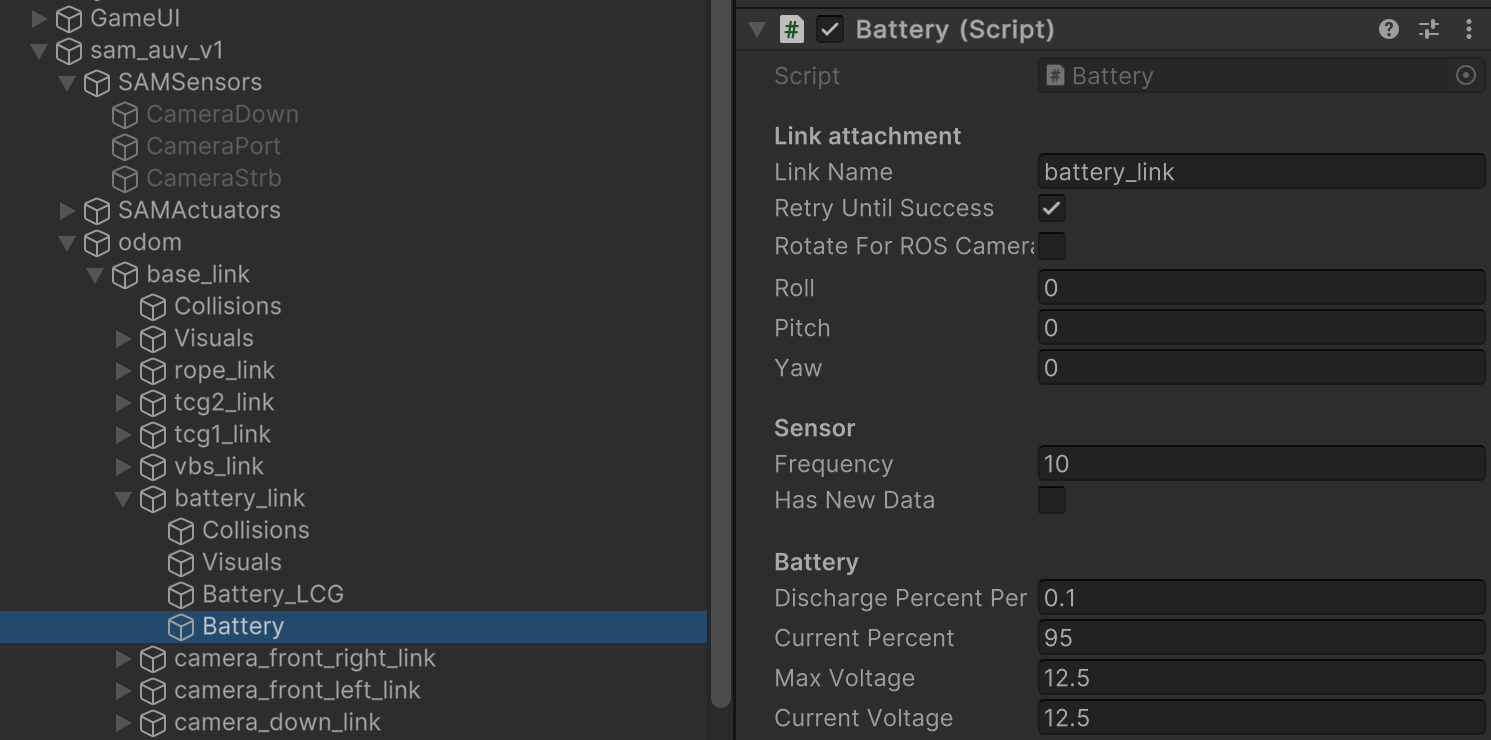 GameUI
sam_auv_v1
SAMSensors
CameraDown
CameraPort
CameraStrb
SAMActuators
odom
base_link
Collisions
Visuals
rope_link
tcg2_link
tcg1_link
vbs_link
battery_link
Collisions
Visuals
Battery_LCG
Battery
camera_front_right_link
camera_front_left_link
camera_down_link
# Battery (Script)
Script # Battery
Link attachment
Link Name battery_link
Retry Until Success
Rotate For ROS Camera
Roll 0
Pitch 0
Yaw 0
Sensor
Frequency 10
Has New Data
Battery
Discharge Percent Per 0.1
Current Percent 95
Max Voltage 12.5
Current Voltage 12.5